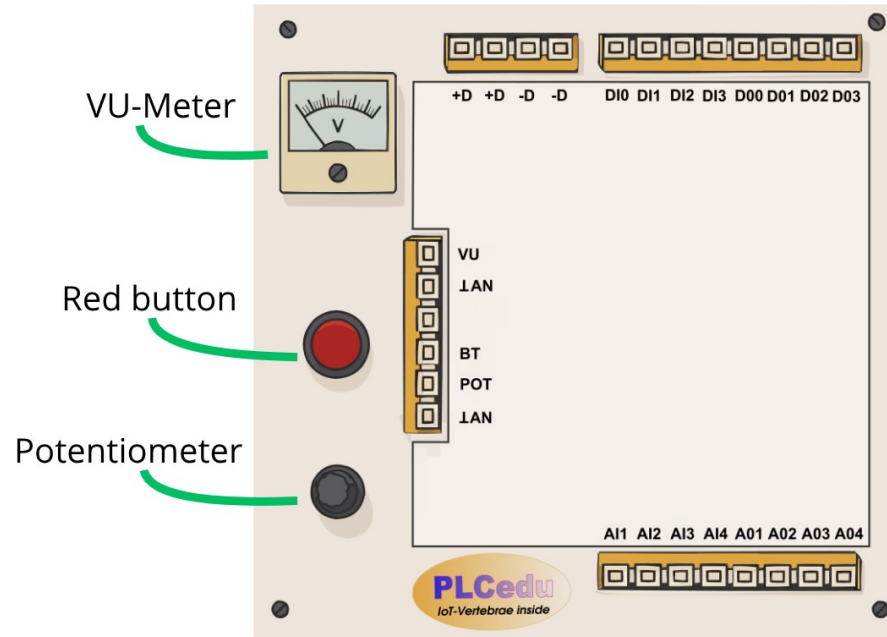 VU-Meter
V
+D +D -D -D
DI0 DI1 DI2 DI3 D00 D01 D02 D03
VU
⊥AN
Red button
BT
POT
⊥AN
Potentiometer
AI1 AI2 AI3 AI4 A01 A02 A03 A04
PLCedu
IoT-Vertebrae inside